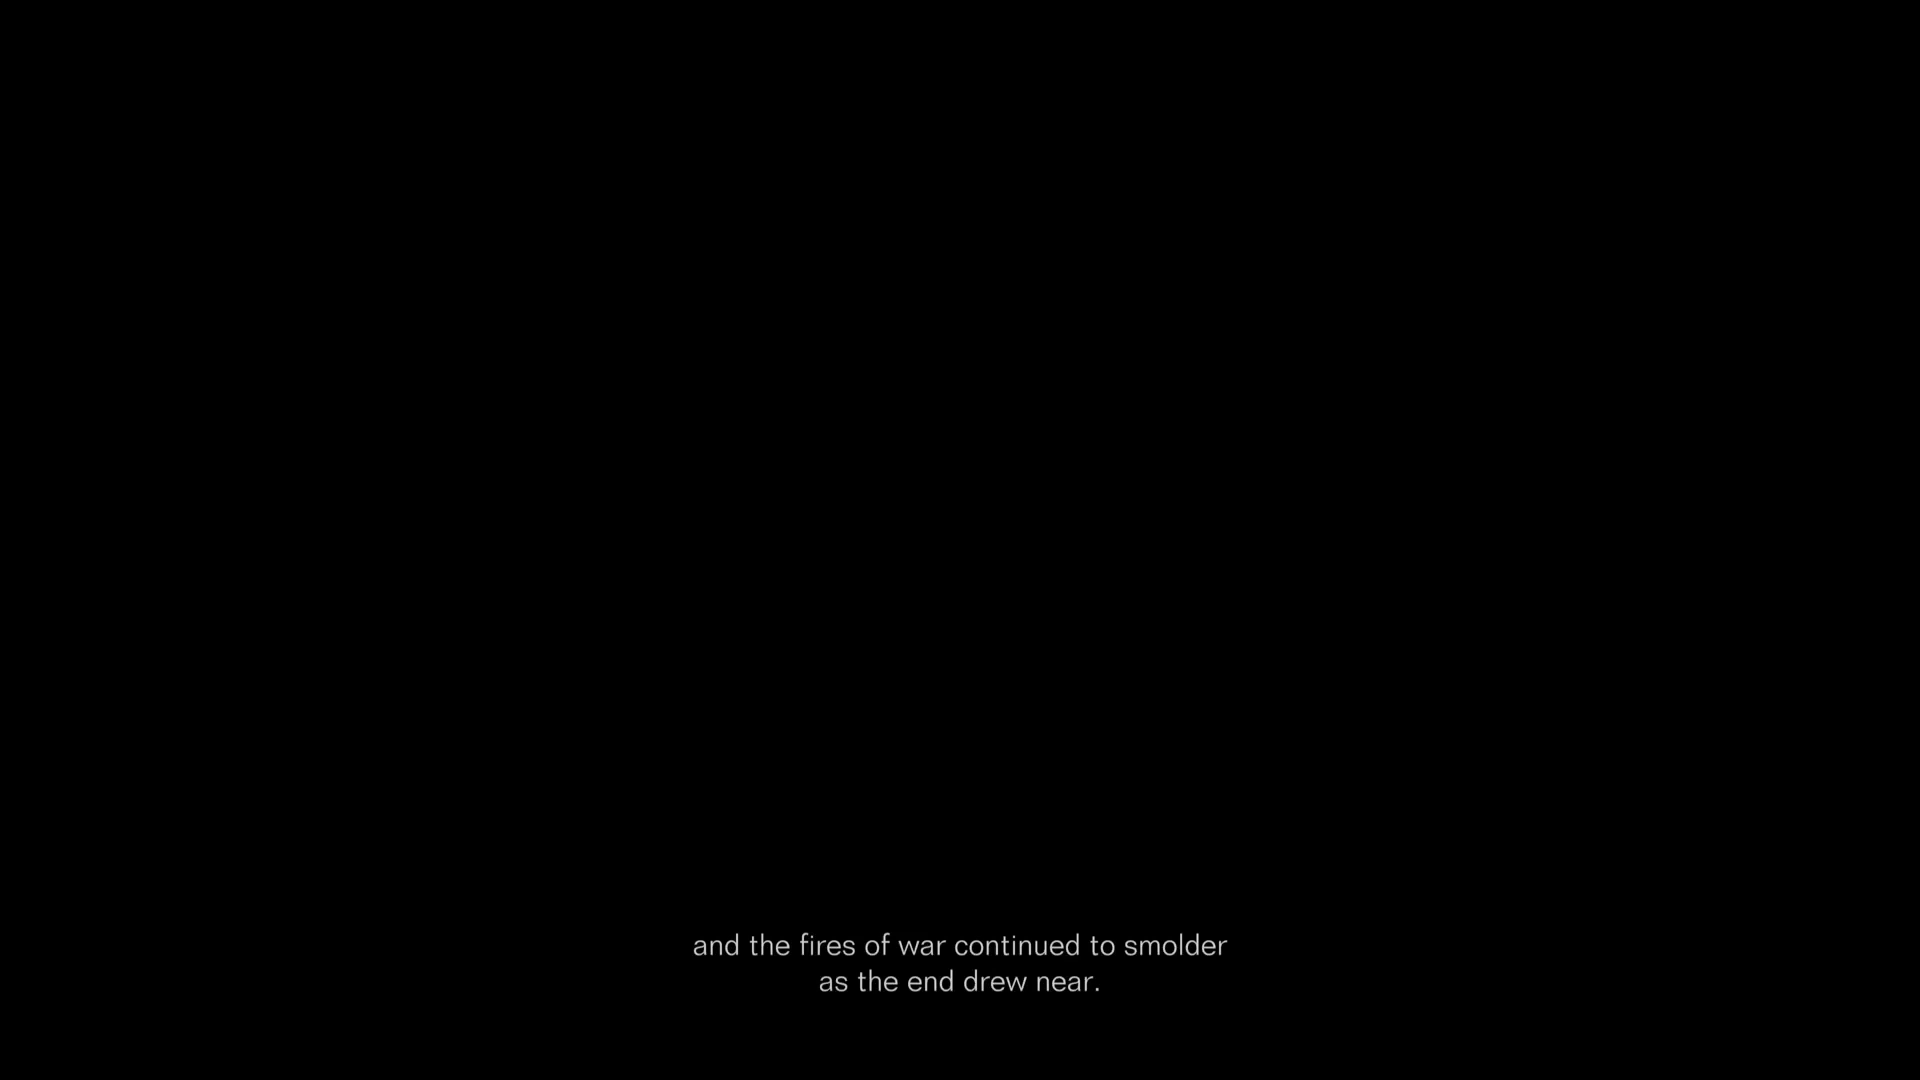 and the fires of war continued to smolder
as the end drew near.